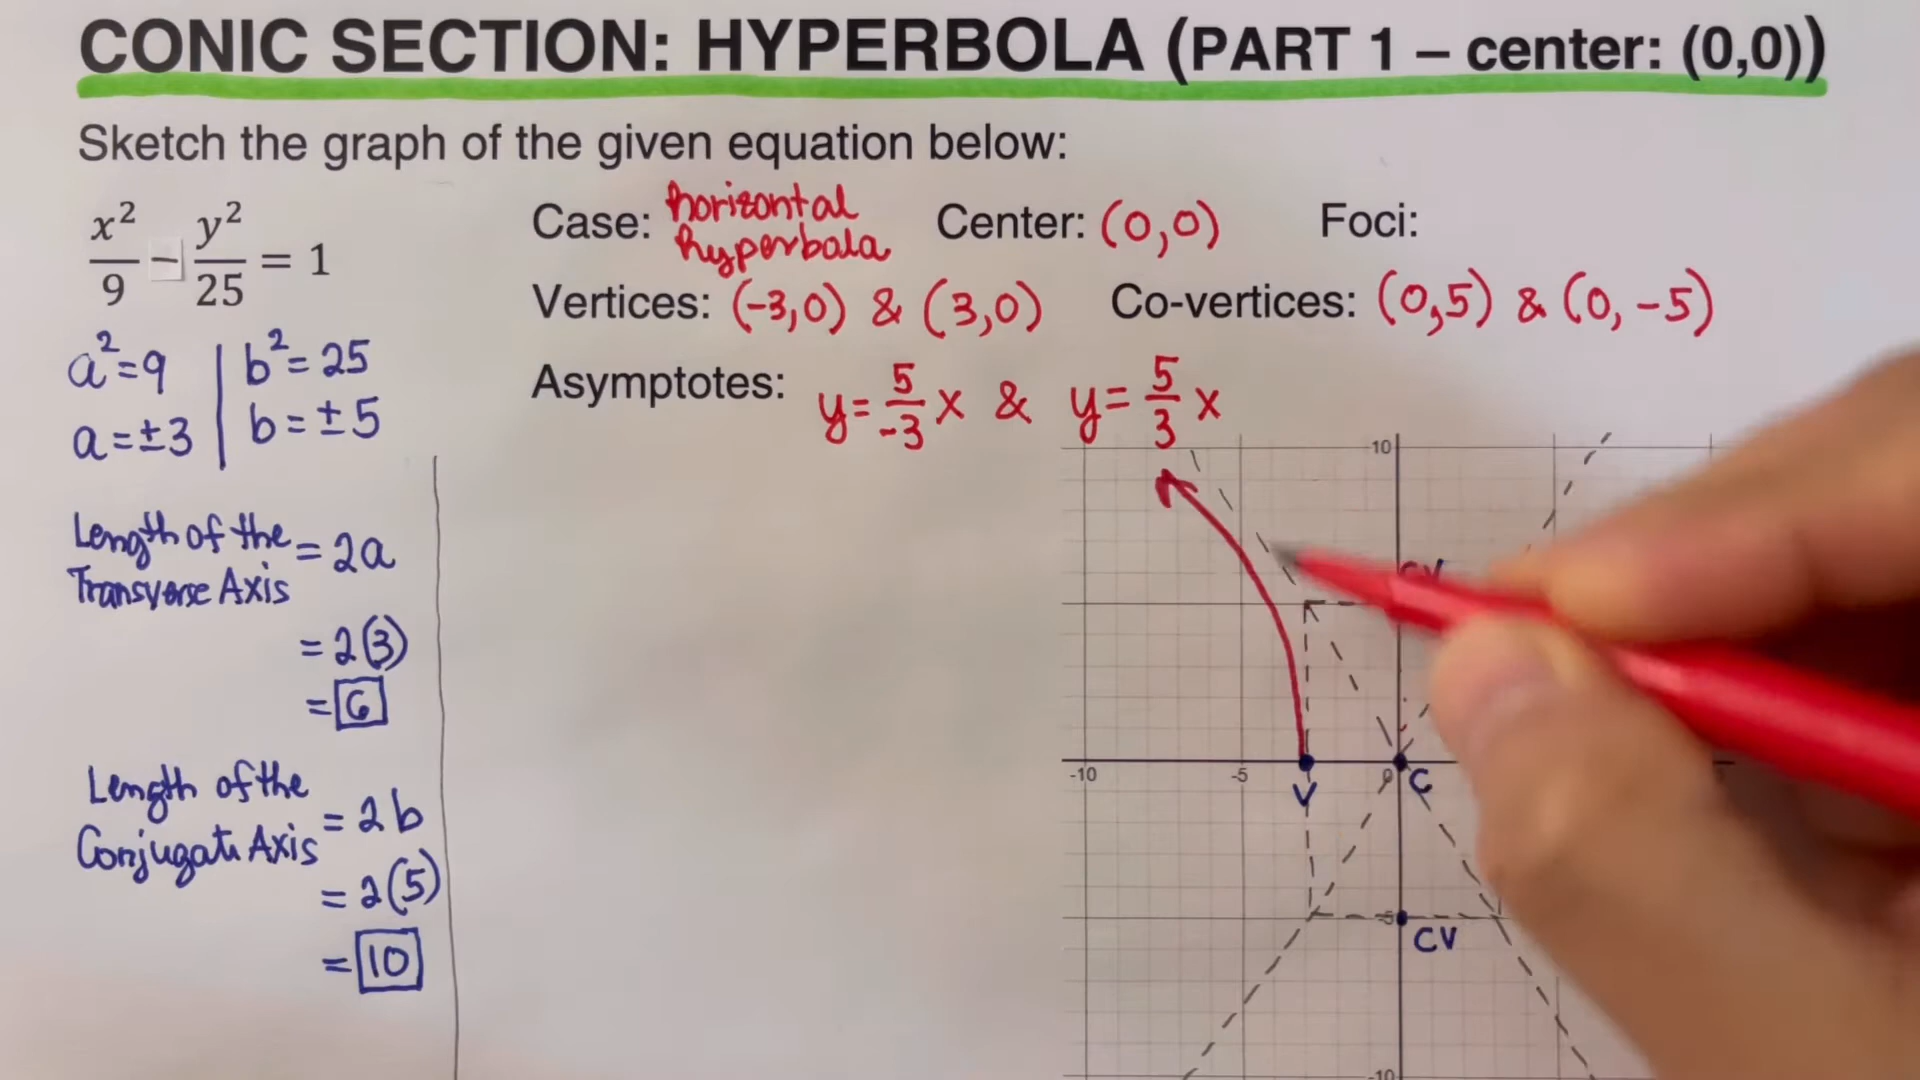 CONIC SECTION: HYPERBOLA (PART 1 – center: (0,0))
Sketch the graph of the given equation below:
x²/9 − y²/25 = 1
Case: horizontal hyperbola
Center: (0,0)
Foci:
Vertices: (-3,0) & (3,0)
Co-vertices: (0,5) & (0,-5)
Asymptotes: y = 5/-3 x & y = 5/3 x
a² = 9 | b² = 25
a = ±3 | b = ±5
Length of the
Transverse Axis = 2a
= 2(3)
= 6
Length of the
Conjugate Axis = 2b
= 2(5)
= 10
10
CV
-10 -5 0
V C
-5
CV
-10